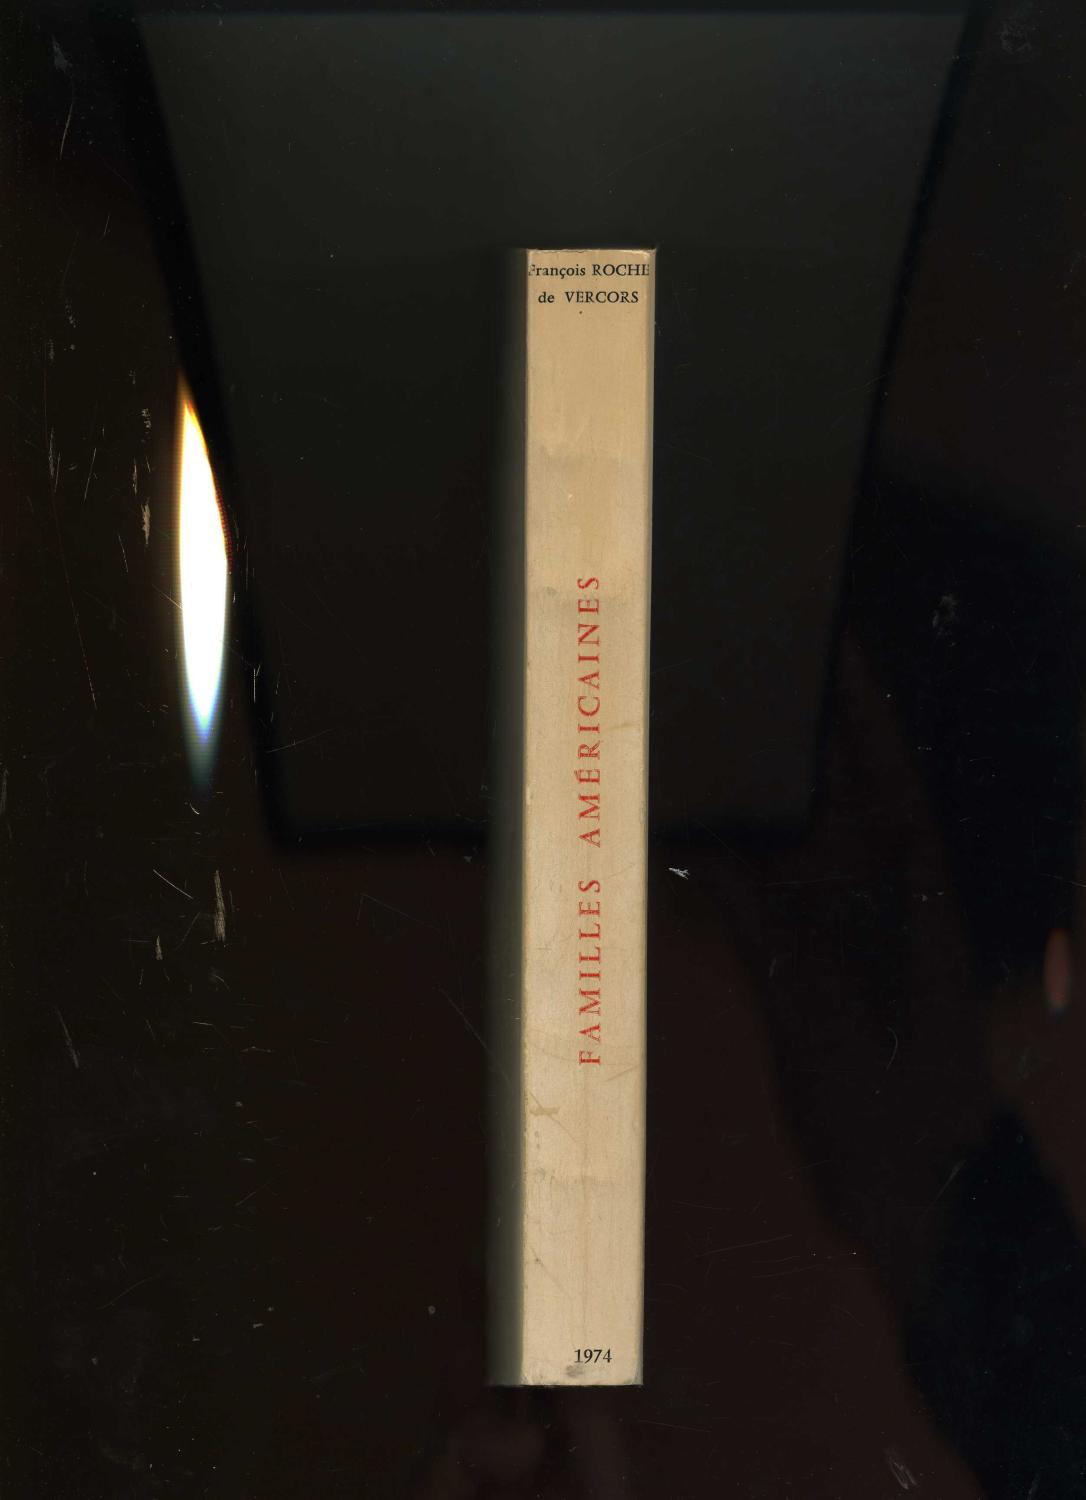 François ROCHE
de VERCORS
FAMILLES AMÉRICAINES
1974